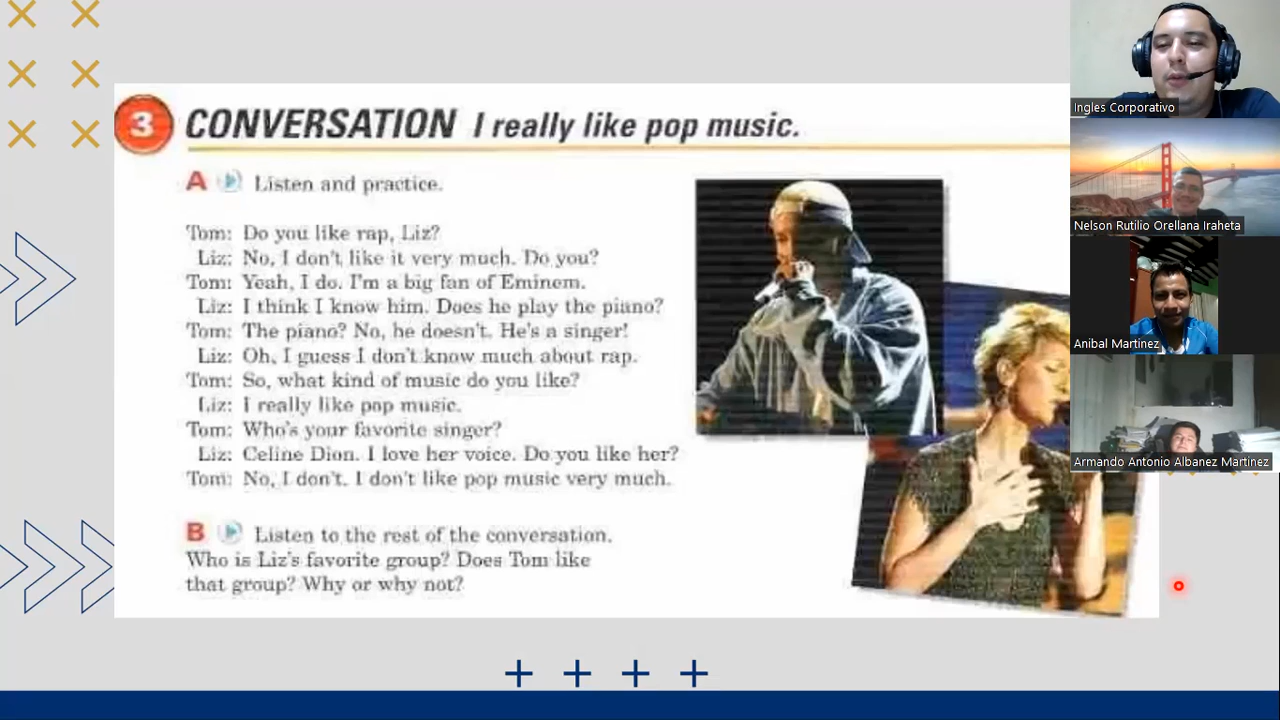 3 CONVERSATION I really like pop music.
A Listen and practice.
Tom: Do you like rap, Liz?
Liz: No, I don't like it very much. Do you?
Tom: Yeah, I do. I'm a big fan of Eminem.
Liz: I think I know him. Does he play the piano?
Tom: The piano? No, he doesn't. He's a singer!
Liz: Oh, I guess I don't know much about rap.
Tom: So, what kind of music do you like?
Liz: I really like pop music.
Tom: Who's your favorite singer?
Liz: Celine Dion. I love her voice. Do you like her?
Tom: No, I don't. I don't like pop music very much.
B Listen to the rest of the conversation.
Who is Liz's favorite group? Does Tom like
that group? Why or why not?
Ingles Corporativo
Nelson Rutilio Orellana Iraheta
Anibal Martinez
Armando Antonio Albanez Martinez